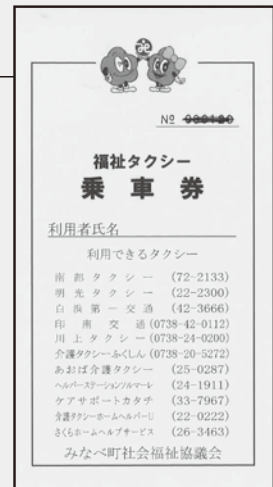 No
福祉タクシー
乗車券
利用者氏名
利用できるタクシー
南部タクシー (72-2133)
明光タクシー (22-2300)
白浜第一交通 (42-3666)
印南交通 (0738-42-0112)
川上タクシー (0738-24-0200)
介護タクシーふくしん (0738-20-5272)
あおば介護タクシー (25-0287)
ヘルパーステーションソルマーレ (24-1911)
ケアサポートカタチ (33-7967)
介護タクシーホームヘルパーU (22-0222)
さくらホームヘルプサービス (26-3463)
みなべ町社会福祉協議会